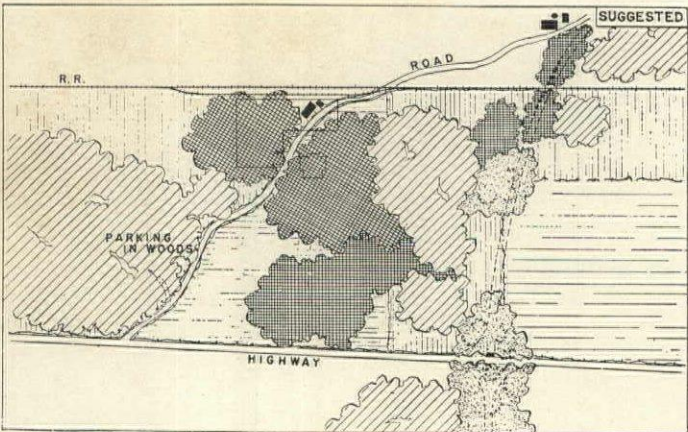 SUGGESTED
ROAD
R.R.
PARKING
IN WOODS
HIGHWAY